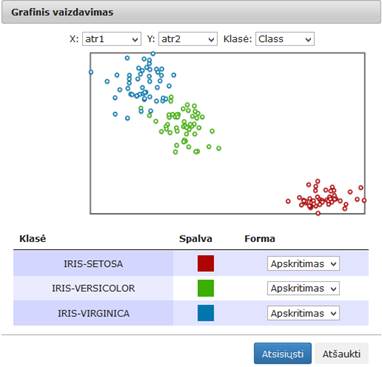 Grafinis vaizdavimas
X: atr1 Y: atr2 Klasė: Class
Klasė Spalva Forma
IRIS-SETOSA Apskritimas
IRIS-VERSICOLOR Apskritimas
IRIS-VIRGINICA Apskritimas
Atsisiųsti Atšaukti